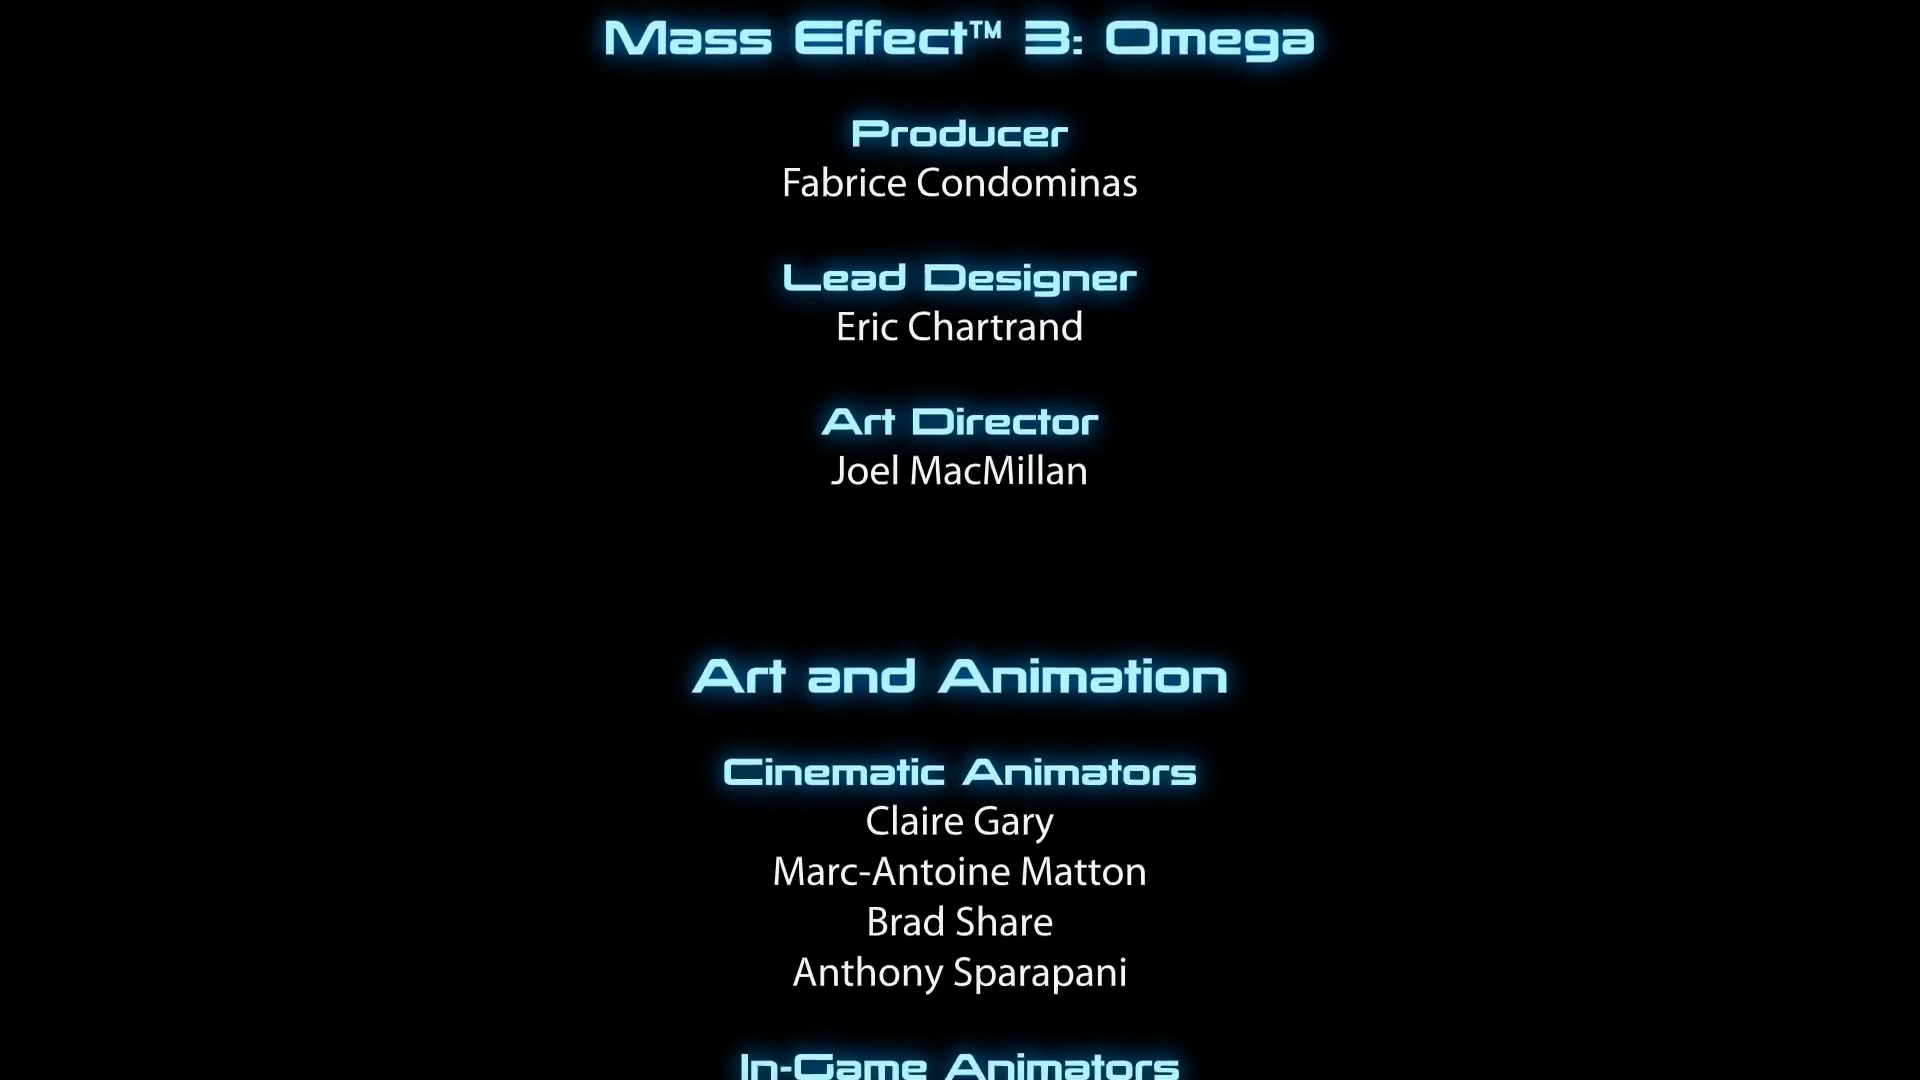 Mass Effect™ 3: Omega
Producer
Fabrice Condominas
Lead Designer
Eric Chartrand
Art Director
Joel MacMillan
Art and Animation
Cinematic Animators
Claire Gary
Marc-Antoine Matton
Brad Share
Anthony Sparapani
In-Game Animators